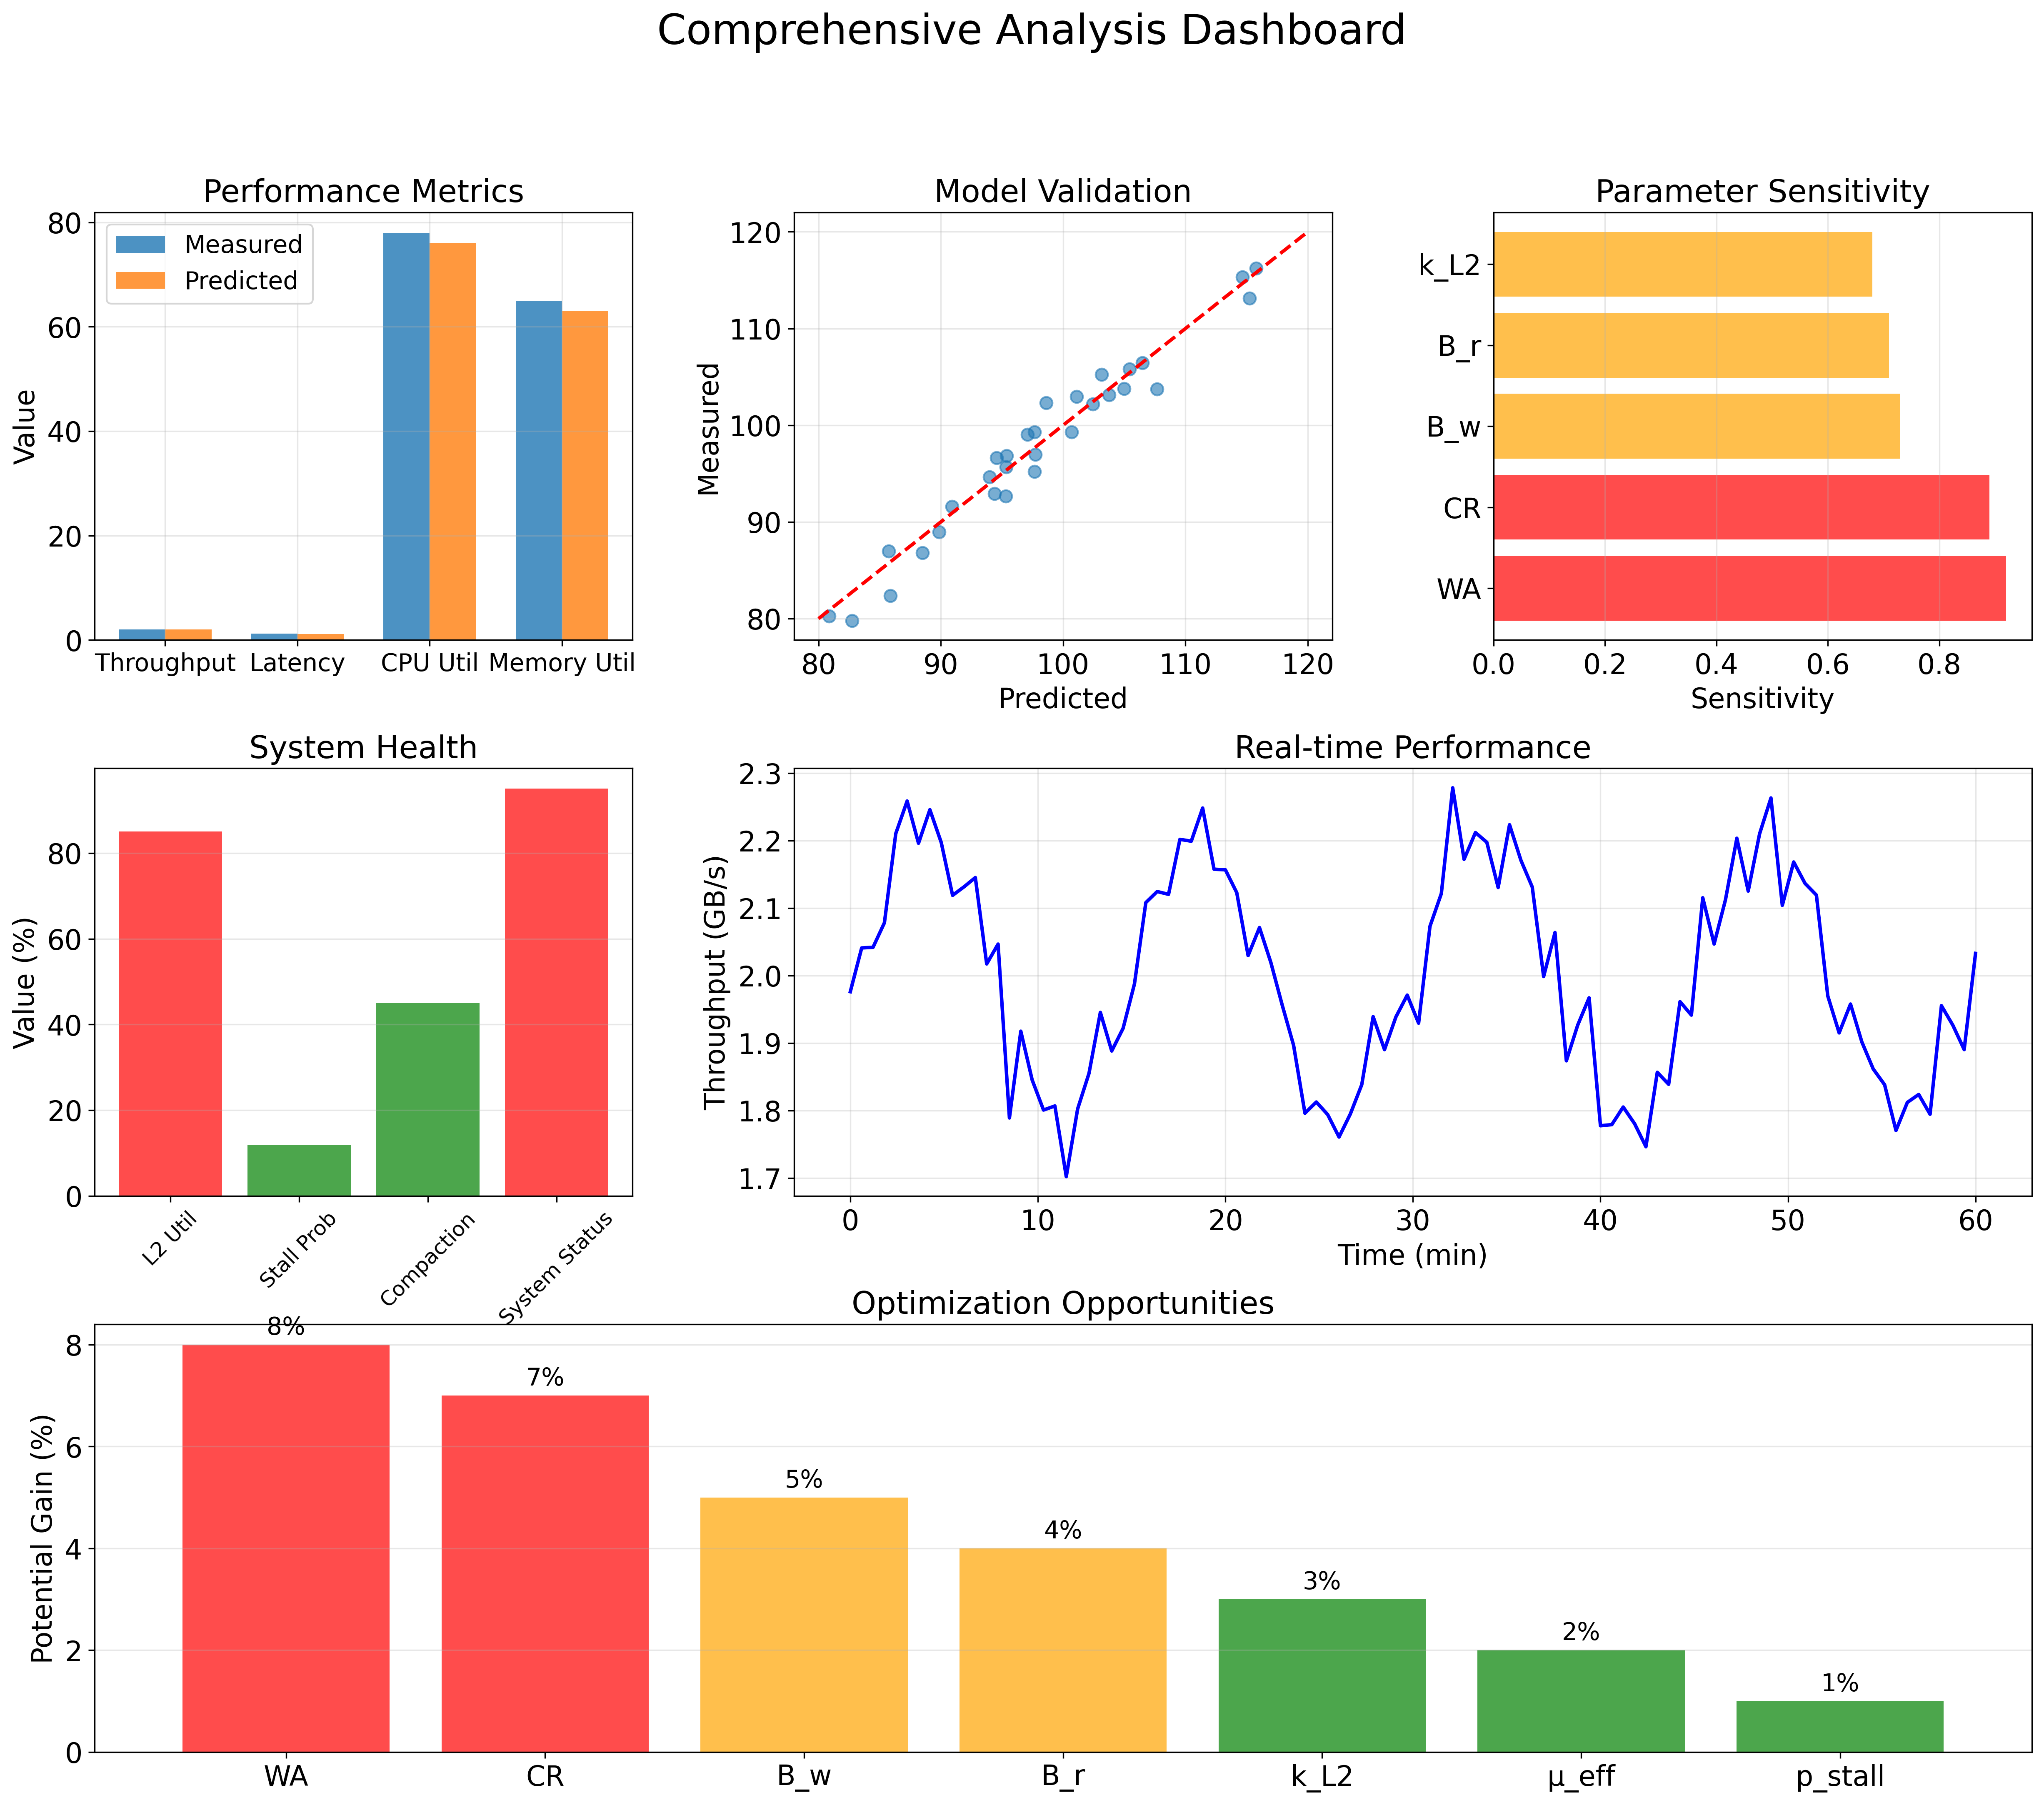 Comprehensive Analysis Dashboard
Performance Metrics
Value
80
60
40
20
0
Measured
Predicted
Throughput
Latency
CPU Util
Memory Util
Model Validation
Measured
120
110
100
90
80
80
90
100
110
120
Predicted
Parameter Sensitivity
k_L2
B_r
B_w
CR
WA
0.0
0.2
0.4
0.6
0.8
Sensitivity
System Health
Value (%)
80
60
40
20
0
L2 Util
Stall Prob
Compaction
System Status
Real-time Performance
Throughput (GB/s)
2.3
2.2
2.1
2.0
1.9
1.8
1.7
0
10
20
30
40
50
60
Time (min)
Optimization Opportunities
Potential Gain (%)
8
6
4
2
0
8%
7%
5%
4%
3%
2%
1%
WA
CR
B_w
B_r
k_L2
μ_eff
p_stall